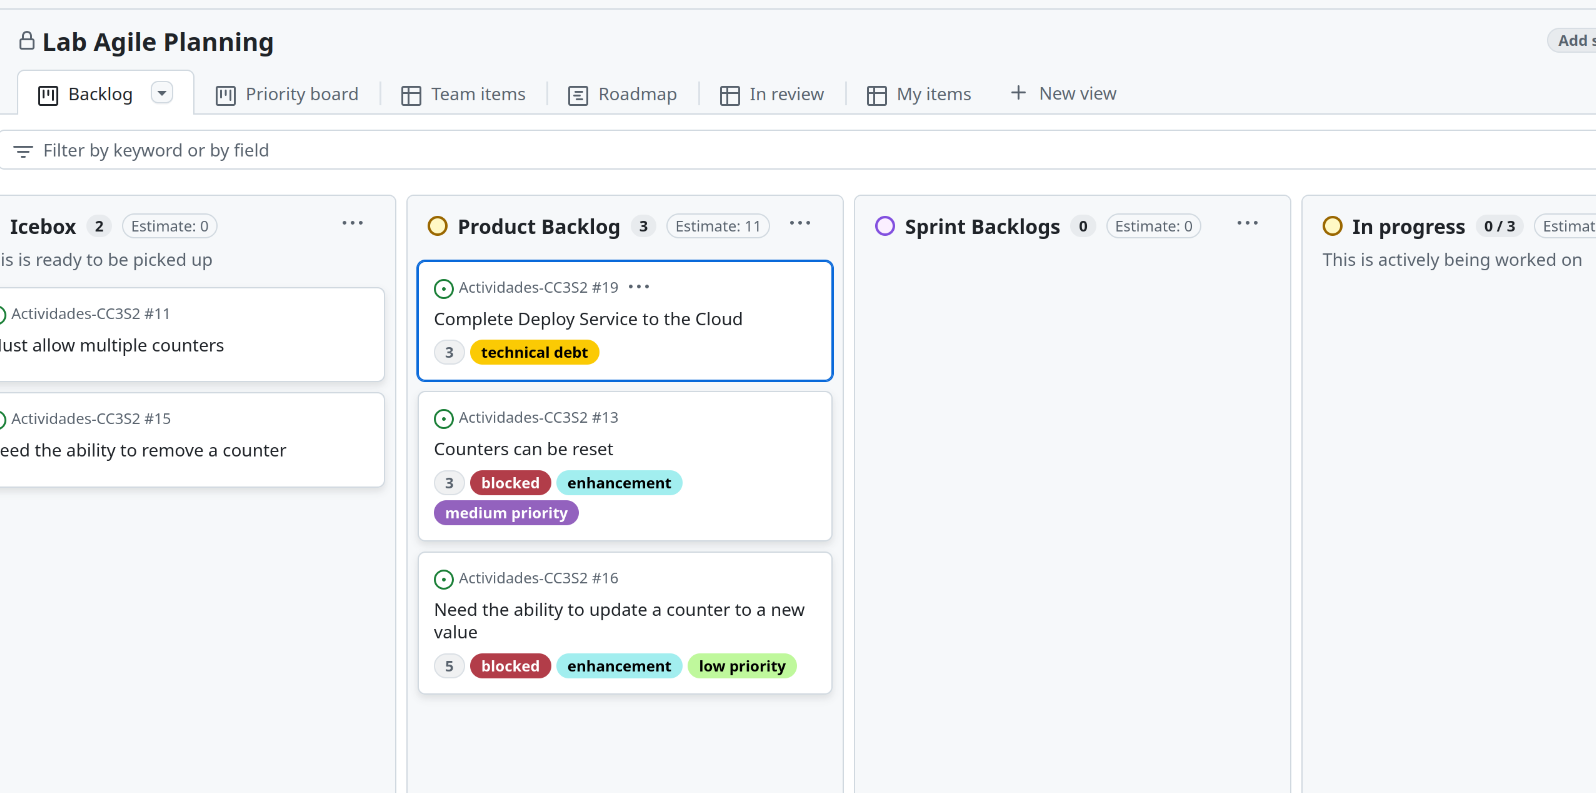 Lab Agile Planning
Add s
Backlog
Priority board
Team items
Roadmap
In review
My items
New view
Filter by keyword or by field
Icebox 2 Estimate: 0
is is ready to be picked up
Actividades-CC3S2 #11
ust allow multiple counters
Actividades-CC3S2 #15
eed the ability to remove a counter
Product Backlog 3 Estimate: 11
Actividades-CC3S2 #19
Complete Deploy Service to the Cloud
3 technical debt
Actividades-CC3S2 #13
Counters can be reset
3 blocked enhancement
medium priority
Actividades-CC3S2 #16
Need the ability to update a counter to a new
value
5 blocked enhancement low priority
Sprint Backlogs 0 Estimate: 0
In progress 0 / 3 Estimat
This is actively being worked on